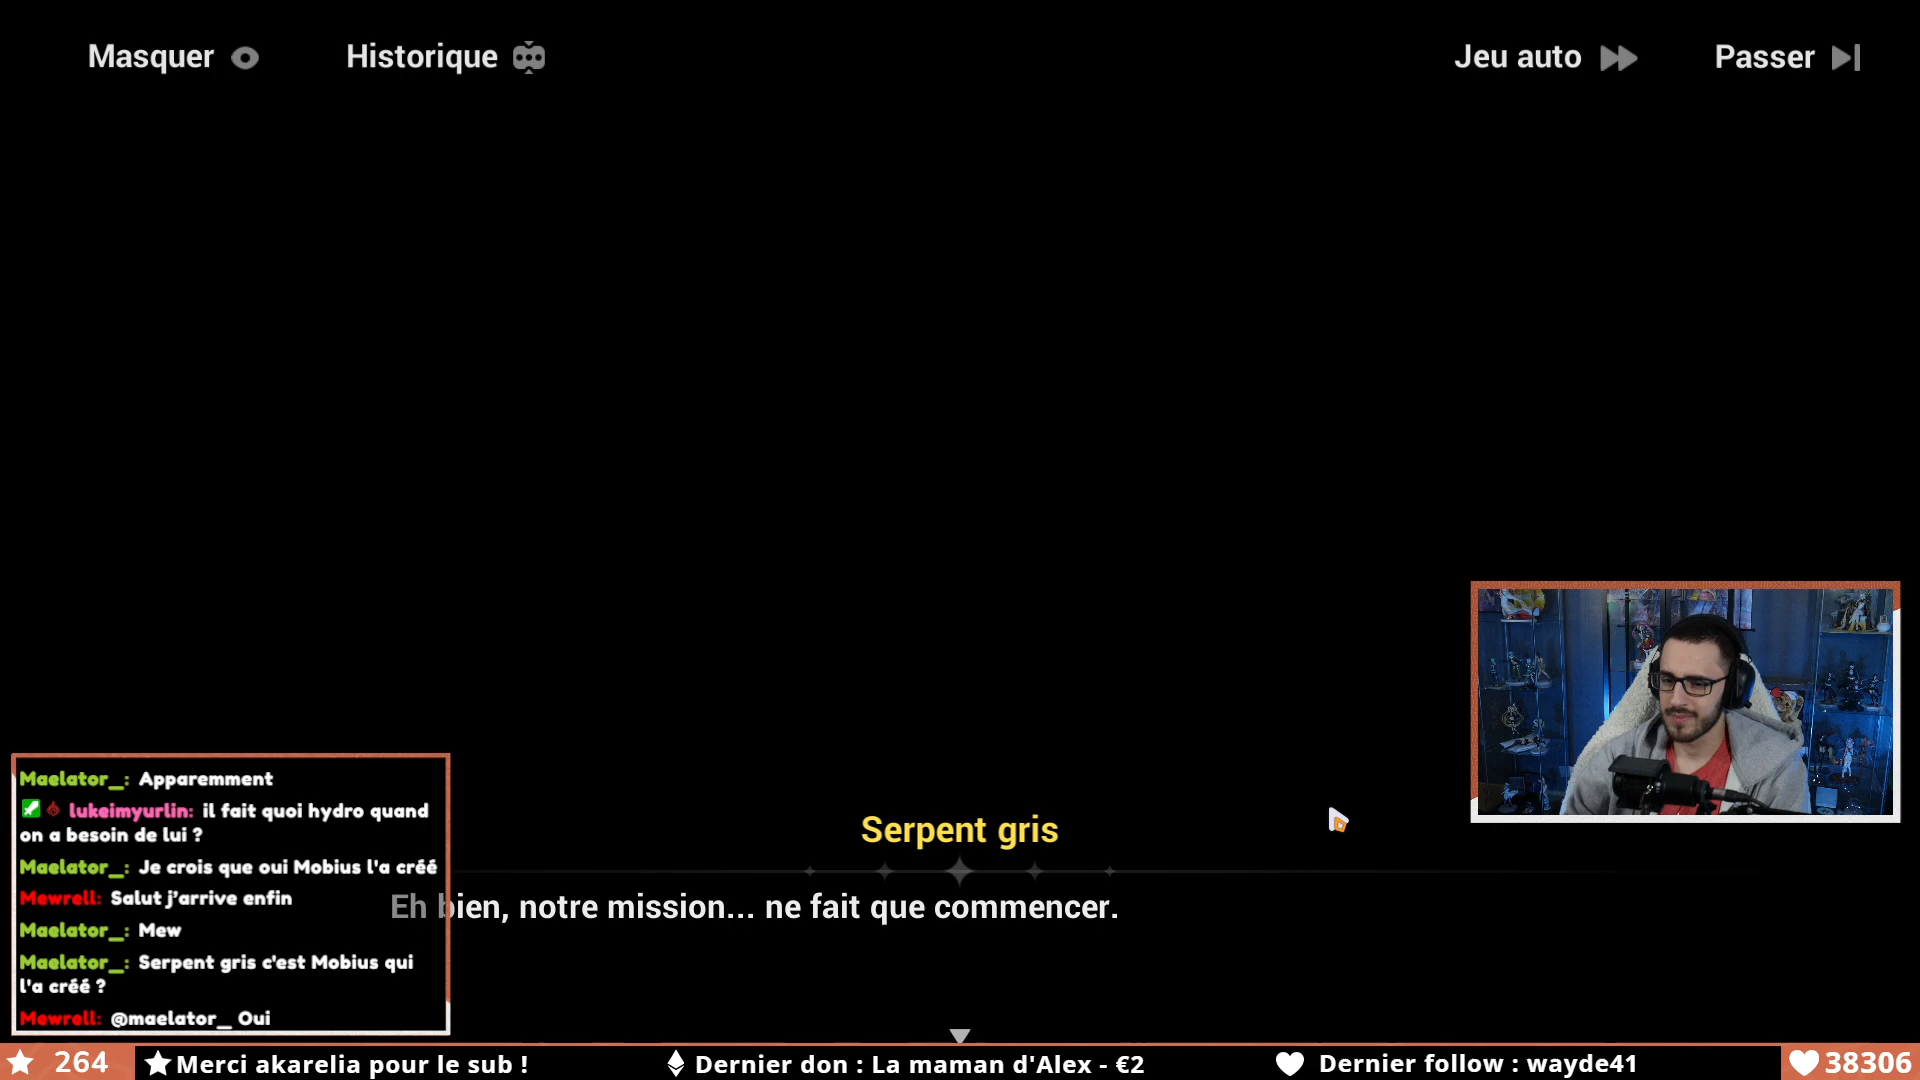 Masquer
Historique
Jeu auto
Passer
Serpent gris
Eh bien, notre mission... ne fait que commencer.
Maelator_: Apparemment
lukeimyurlin: il fait quoi hydro quand
on a besoin de lui ?
Maelator_: Je crois que oui Mobius l'a créé
Mewrell: Salut j'arrive enfin
Maelator_: Mew
Maelator_: Serpent gris c'est Mobius qui
l'a créé ?
Mewrell: @maelator_ Oui
264
Merci akarelia pour le sub !
Dernier don : La maman d'Alex - €2
Dernier follow : wayde41
38306